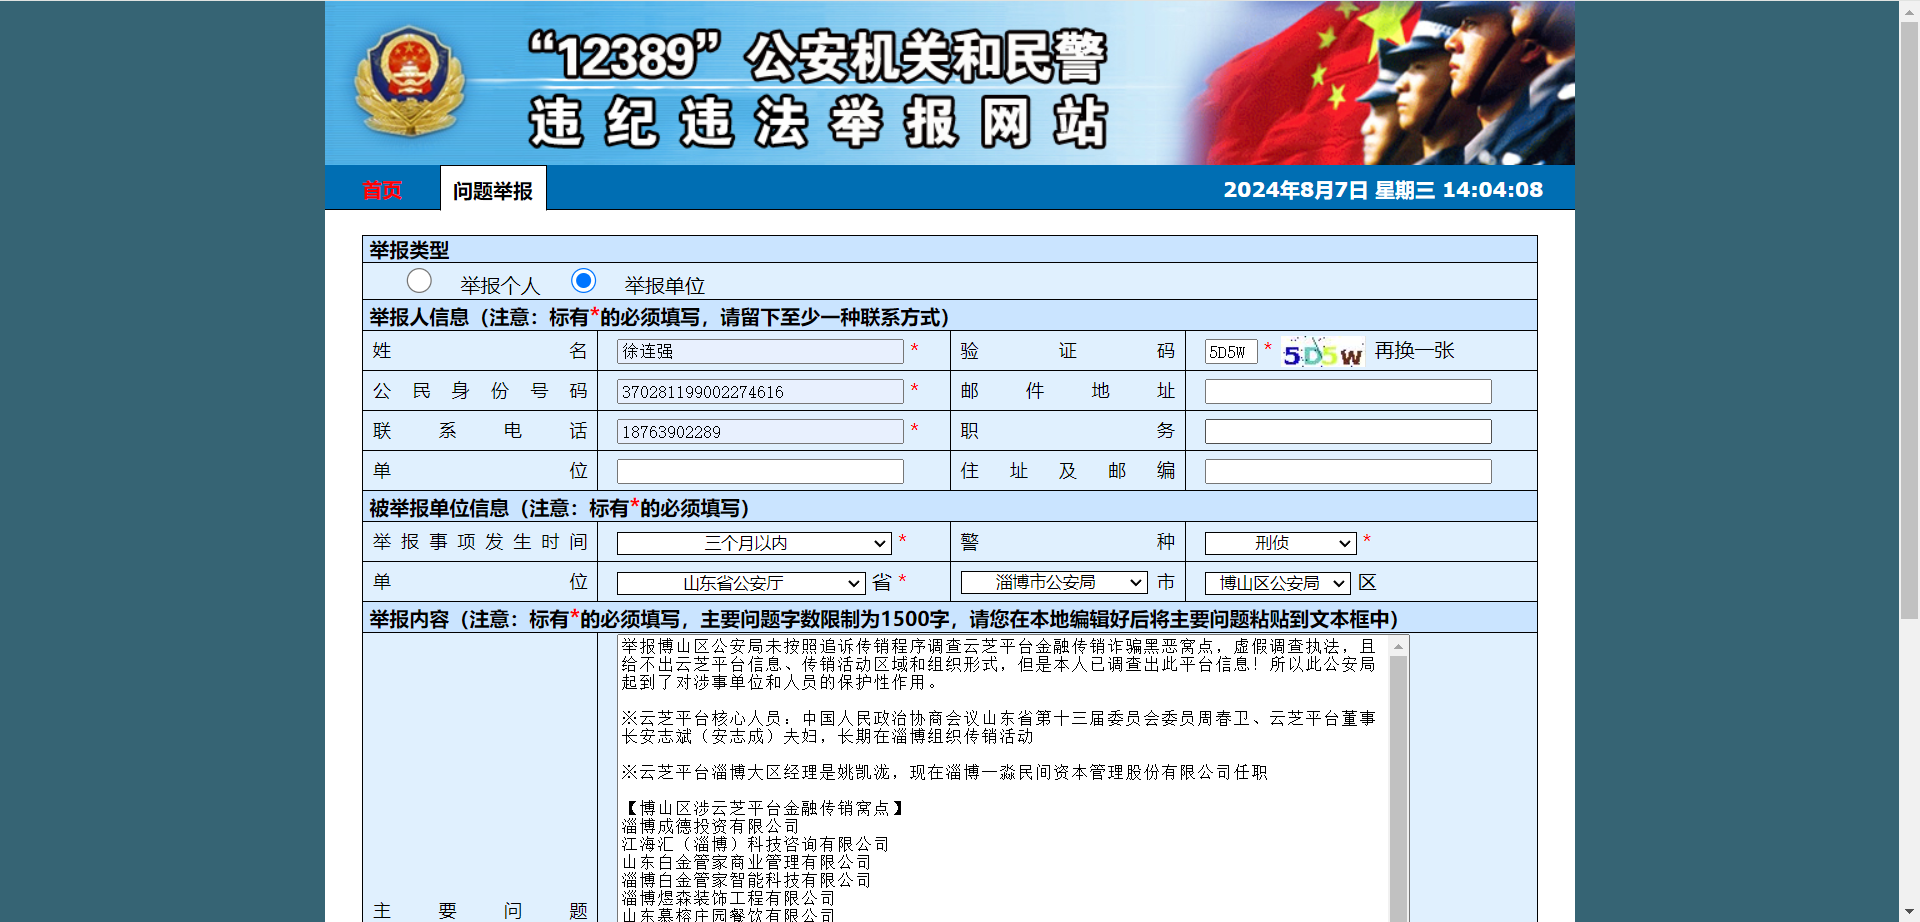 “12389”公安机关和民警
违纪违法举报网站
首页 问题举报 2024年8月7日 星期三 14:04:08
举报类型
举报个人 举报单位
举报人信息（注意：标有*的必须填写，请留下至少一种联系方式）
姓名 徐连强 * 验证码 5D5W * 5D5W 再换一张
公民身份号码 370281199002274616 * 邮件地址
联系电话 18763902289 * 职务
单位 住址及邮编
被举报单位信息（注意：标有*的必须填写）
举报事项发生时间 三个月以内 * 警种 刑侦 *
单位 山东省公安厅 省 * 淄博市公安局 市 博山区公安局 区
举报内容（注意：标有*的必须填写，主要问题字数限制为1500字，请您在本地编辑好后将主要问题粘贴到文本框中）
举报博山区公安局未按照追诉传销程序调查云芝平台金融传销诈骗黑恶窝点，虚假调查执法，且
给不出云芝平台信息、传销活动区域和组织形式，但是本人已调查出此平台信息！所以此公安局
起到了对涉事单位和人员的保护性作用。
※云芝平台核心人员：中国人民政治协商会议山东省第十三届委员会委员周春卫、云芝平台董事
长安志斌（安志成）夫妇，长期在淄博组织传销活动
※云芝平台淄博大区经理是姚凯泷，现在淄博一淼民间资本管理股份有限公司任职
【博山区涉云芝平台金融传销窝点】
淄博成德投资有限公司
江海汇（淄博）科技咨询有限公司
山东白金管家商业管理有限公司
淄博白金管家智能科技有限公司
淄博煜森装饰工程有限公司
山东慕榕庄园餐饮有限公司
主要问题